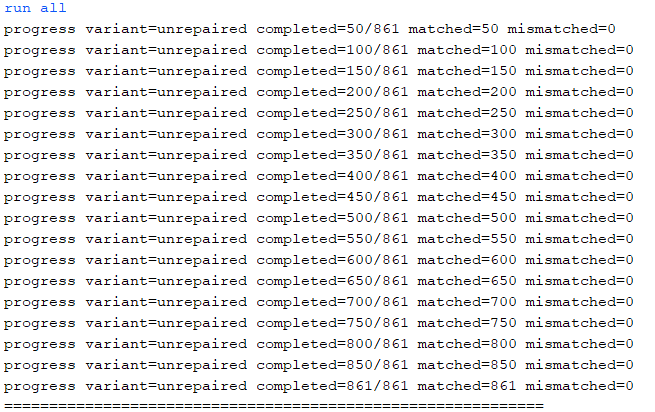 run all
progress variant=unrepaired completed=50/861 matched=50 mismatched=0
progress variant=unrepaired completed=100/861 matched=100 mismatched=0
progress variant=unrepaired completed=150/861 matched=150 mismatched=0
progress variant=unrepaired completed=200/861 matched=200 mismatched=0
progress variant=unrepaired completed=250/861 matched=250 mismatched=0
progress variant=unrepaired completed=300/861 matched=300 mismatched=0
progress variant=unrepaired completed=350/861 matched=350 mismatched=0
progress variant=unrepaired completed=400/861 matched=400 mismatched=0
progress variant=unrepaired completed=450/861 matched=450 mismatched=0
progress variant=unrepaired completed=500/861 matched=500 mismatched=0
progress variant=unrepaired completed=550/861 matched=550 mismatched=0
progress variant=unrepaired completed=600/861 matched=600 mismatched=0
progress variant=unrepaired completed=650/861 matched=650 mismatched=0
progress variant=unrepaired completed=700/861 matched=700 mismatched=0
progress variant=unrepaired completed=750/861 matched=750 mismatched=0
progress variant=unrepaired completed=800/861 matched=800 mismatched=0
progress variant=unrepaired completed=850/861 matched=850 mismatched=0
progress variant=unrepaired completed=861/861 matched=861 mismatched=0
============================================================